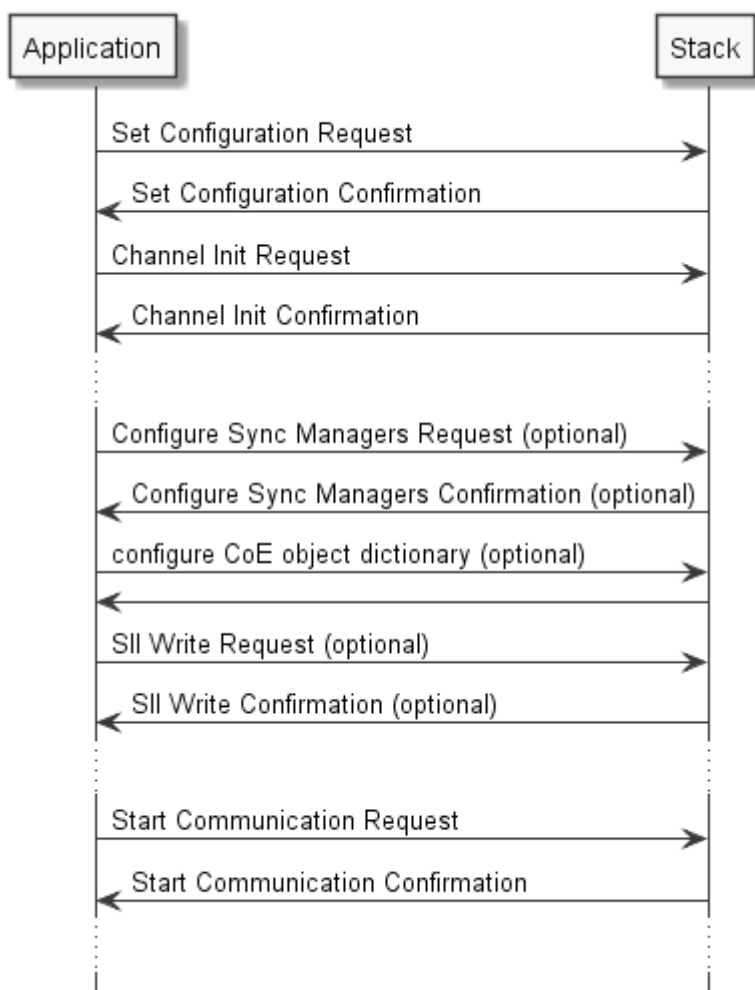 Application
Stack
Set Configuration Request
Set Configuration Confirmation
Channel Init Request
Channel Init Confirmation
Configure Sync Managers Request (optional)
Configure Sync Managers Confirmation (optional)
configure CoE object dictionary (optional)
SII Write Request (optional)
SII Write Confirmation (optional)
Start Communication Request
Start Communication Confirmation